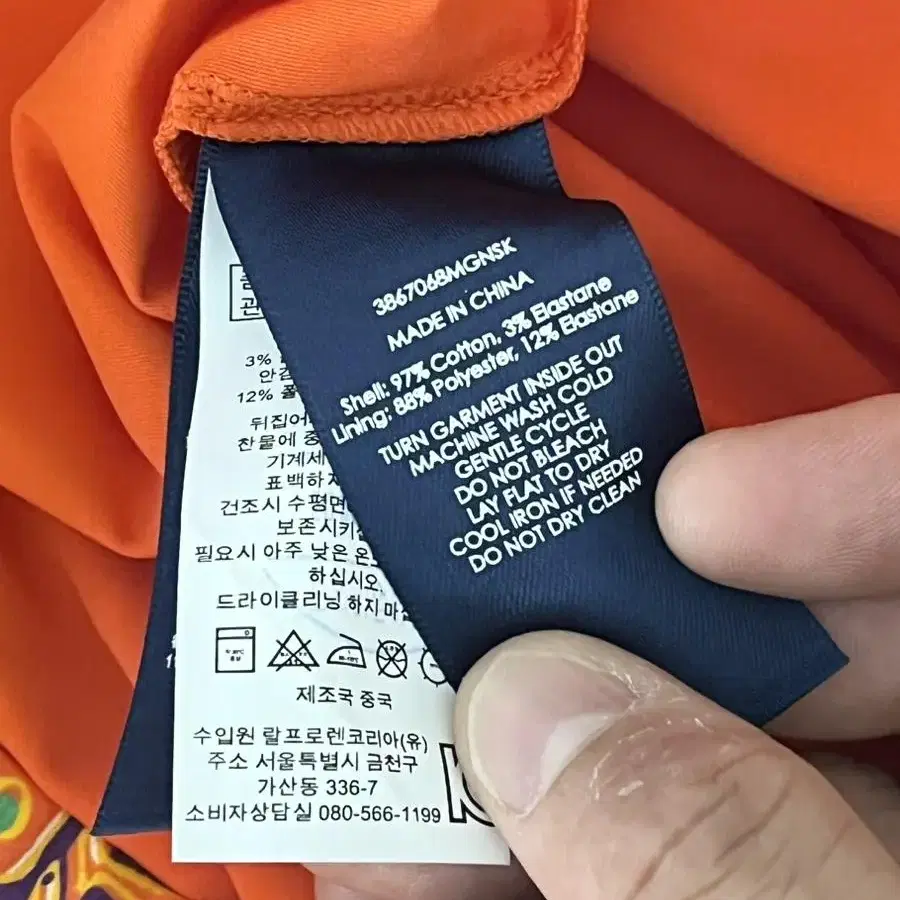 3867068MGNSK
MADE IN CHINA
Shell: 97% Cotton, 3% Elastane
Lining: 88% Polyester, 12% Elastane
TURN GARMENT INSIDE OUT
MACHINE WASH COLD
GENTLE CYCLE
DO NOT BLEACH
LAY FLAT TO DRY
COOL IRON IF NEEDED
DO NOT DRY CLEAN
3%
안감
12% 폴
뒤집어
찬물에 중
기계세
표백하지
건조시 수평면
보존시키
필요시 아주 낮은 온
하십시오.
드라이클리닝 하지 마
제조국 중국
수입원 랄프로렌코리아(유)
주소 서울특별시 금천구
가산동 336-7
소비자상담실 080-566-1199